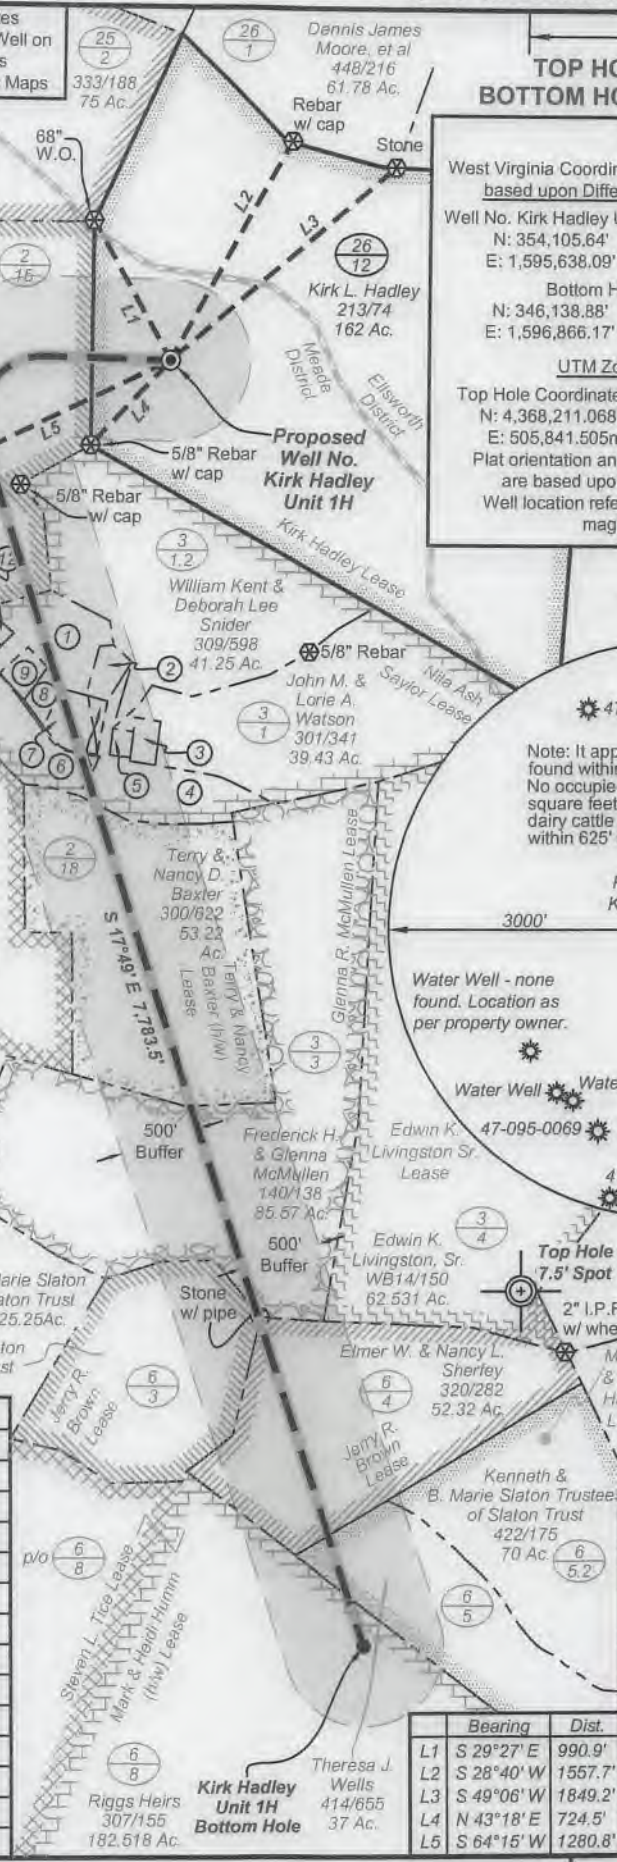 Well on
Maps
25
2
333/188
75 Ac.
26
1
Dennis James
Moore, et al
448/216
61.78 Ac.
TOP HO
BOTTOM HO
Rebar
w/ cap
Stone
68"
W.O.
L2
L3
West Virginia Coordin
based upon Diffe
Well No. Kirk Hadley U
N: 354,105.64'
E: 1,595,638.09'
Bottom H
N: 346,138.88'
E: 1,596,866.17'
UTM Zo
Top Hole Coordinate
N: 4,368,211.068
E: 505,841.505m
Plat orientation an
are based upo
Well location refe
mag
2
15
26
12
Kirk L. Hadley
213/74
162 Ac.
L1
Meade
District
Ellsworth
District
L5
L4
5/8" Rebar
w/ cap
Proposed
Well No.
Kirk Hadley
Unit 1H
5/8" Rebar
w/ cap
Kirk Hadley Lease
3
1.2
William Kent &
Deborah Lee
Snider
309/598
41.25 Ac.
12
1
2
9
8
7
6
5
4
3
5/8" Rebar
Nila Ash
Saylor Lease
3
1
John M. &
Lorie A.
Watson
301/341
39.43 Ac.
47
Note: It app
found within
No occupie
square feet
dairy cattle
within 625'
3000'
2
18
Terry &
Nancy D.
Baxter
300/622
53.22
Ac.
Terry & Nancy
Baxter (h/w)
Lease
Glenna R. McMullen Lease
S 17°49' E 7,783.5'
3
3
Water Well - none
found. Location as
per property owner.
Water Well
Wate
47-095-0069
4
500'
Buffer
Frederick H.
& Glenna
McMullen
140/138
85.57 Ac.
Edwin K.
Livingston Sr.
Lease
3
4
Edwin K.
Livingston, Sr.
WB14/150
62.531 Ac.
500'
Buffer
Top Hole
7.5' Spot
2" I.P.F
w/ whe
arie Slaton
aton Trust
25.25Ac.
Stone
w/ pipe
Jerry R.
Brown
Lease
6
3
Elmer W. & Nancy L.
Sherley
320/282
52.32 Ac.
6
4
Jerry R.
Brown
Lease
Kenneth &
B. Marie Slaton Trustees
of Slaton Trust
422/175
70 Ac.
6
5.2
p/o
6
8
Steven L. Tice Lease
Mark & Heidi Humm
(h/w) Lease
6
5
6
8
Riggs Heirs
307/155
182.518 Ac.
Kirk Hadley
Unit 1H
Bottom Hole
Theresa J.
Wells
414/655
37 Ac.
Bearing Dist.
L1 S 29°27' E 990.9'
L2 S 28°40' W 1557.7'
L3 S 49°06' W 1849.2'
L4 N 43°18' E 724.5'
L5 S 64°15' W 1280.8'